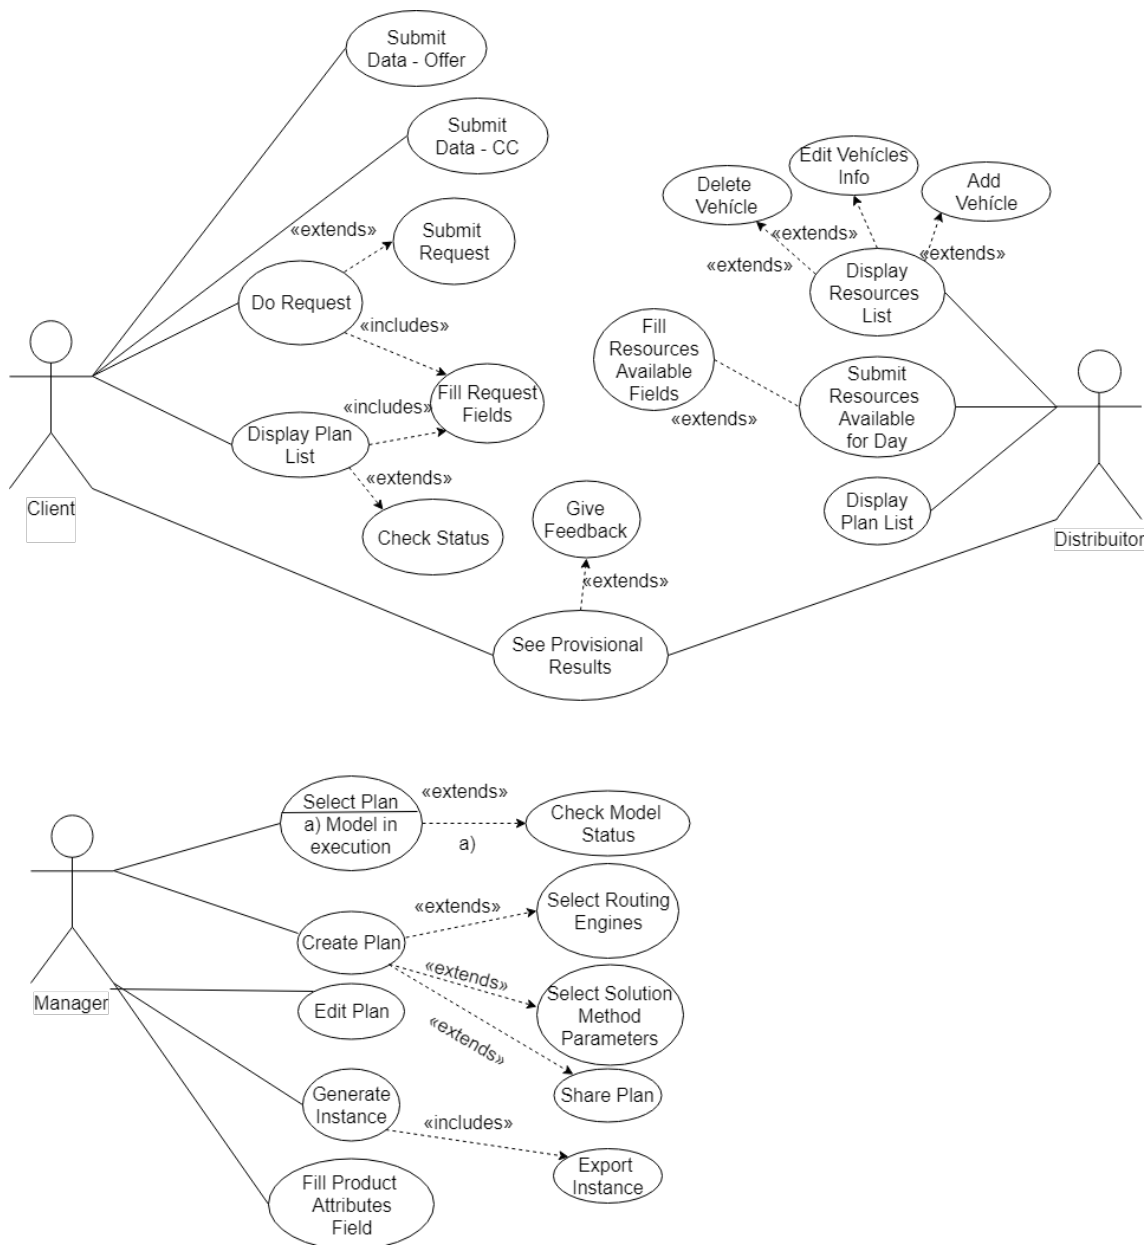 Submit
Data - Offer
Submit
Data - CC
«extends»
Submit
Request
Do Request
«includes»
«includes»
Fill Request
Fields
Display Plan
List
«extends»
Check Status
Client
Give
Feedback
«extends»
See Provisional
Results
Delete
Vehícle
Edit Vehícles
Info
Add
Vehícle
«extends»
«extends»
«extends»
Display
Resources
List
Fill
Resources
Available
Fields
«extends»
Submit
Resources
Available
for Day
Display
Plan List
Distribuitor
Select Plan
a) Model in
execution
«extends»
a)
Check Model
Status
«extends»
Select Routing
Engines
Create Plan
«extends»
Select Solution
Method
Parameters
«extends»
Share Plan
Manager
Edit Plan
Generate
Instance
«includes»
Export
Instance
Fill Product
Attributes
Field